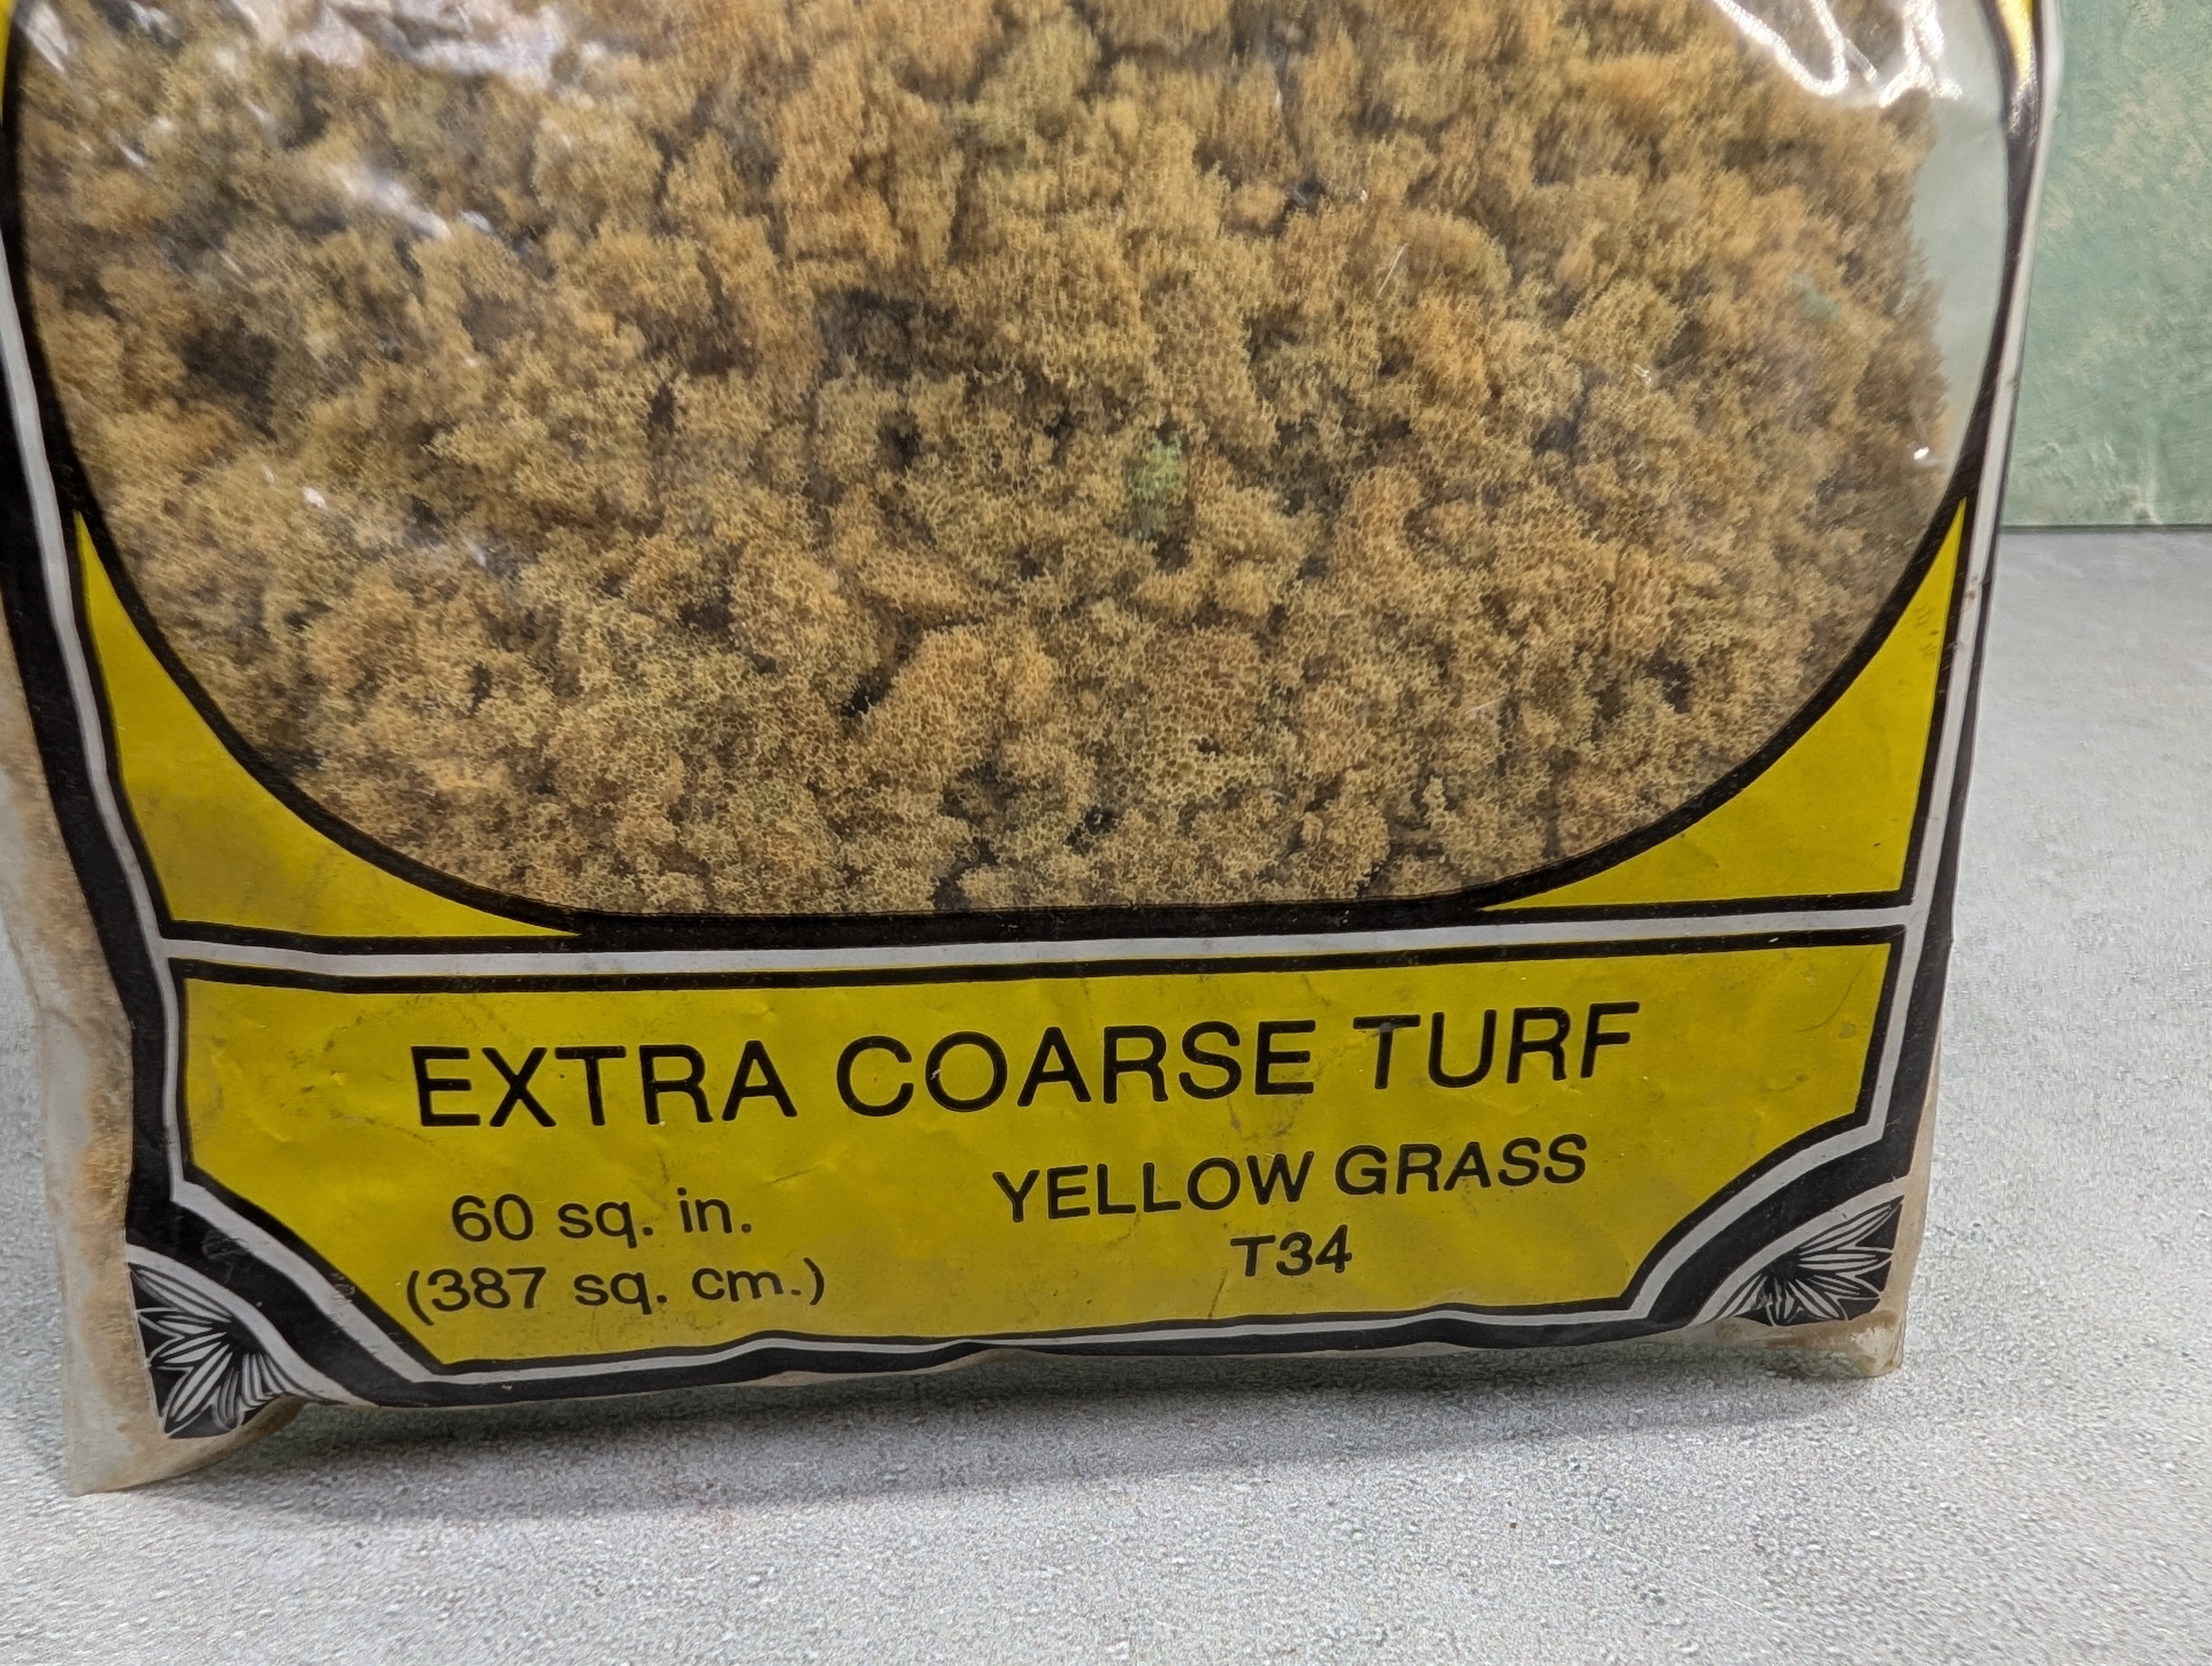 EXTRA COARSE TURF
60 sq. in.
(387 sq. cm.)
YELLOW GRASS
T34